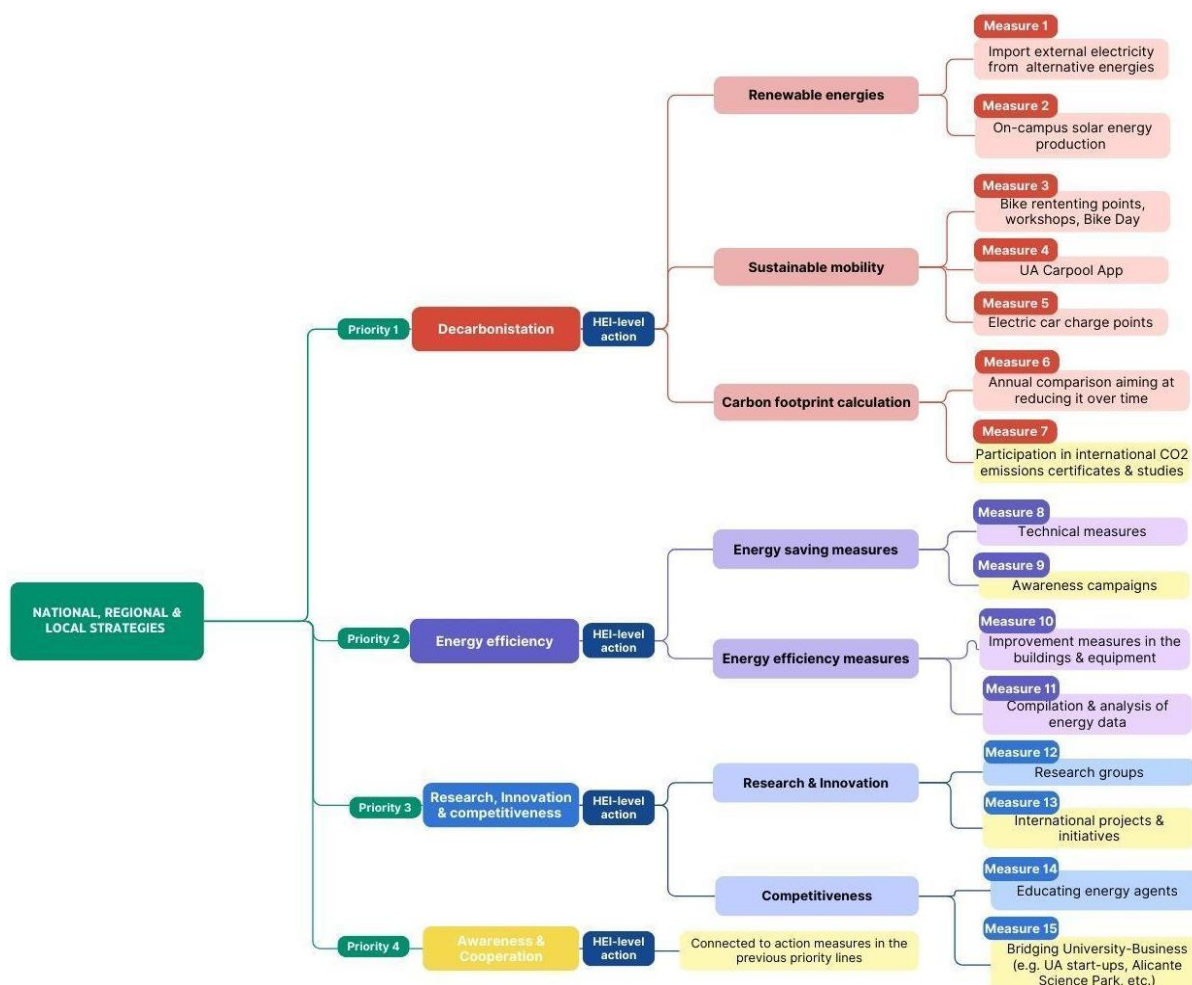 NATIONAL, REGIONAL &
LOCAL STRATEGIES
Priority 1
Decarbonistation
HEI-level
action
Renewable energies
Measure 1
Import external electricity
from alternative energies
Measure 2
On-campus solar energy
production
Sustainable mobility
Measure 3
Bike rententing points,
workshops, Bike Day
Measure 4
UA Carpool App
Measure 5
Electric car charge points
Carbon footprint calculation
Measure 6
Annual comparison aiming at
reducing it over time
Measure 7
Participation in international CO2
emissions certificates & studies
Priority 2
Energy efficiency
HEI-level
action
Energy saving measures
Measure 8
Technical measures
Measure 9
Awareness campaigns
Energy efficiency measures
Measure 10
Improvement measures in the
buildings & equipment
Measure 11
Compilation & analysis of
energy data
Priority 3
Research, Innovation
& competitiveness
HEI-level
action
Research & Innovation
Measure 12
Research groups
Measure 13
International projects &
initiatives
Competitiveness
Measure 14
Educating energy agents
Measure 15
Bridging University-Business
(e.g. UA start-ups, Alicante
Science Park, etc.)
Priority 4
Awareness &
Cooperation
HEI-level
action
Connected to action measures in the
previous priority lines